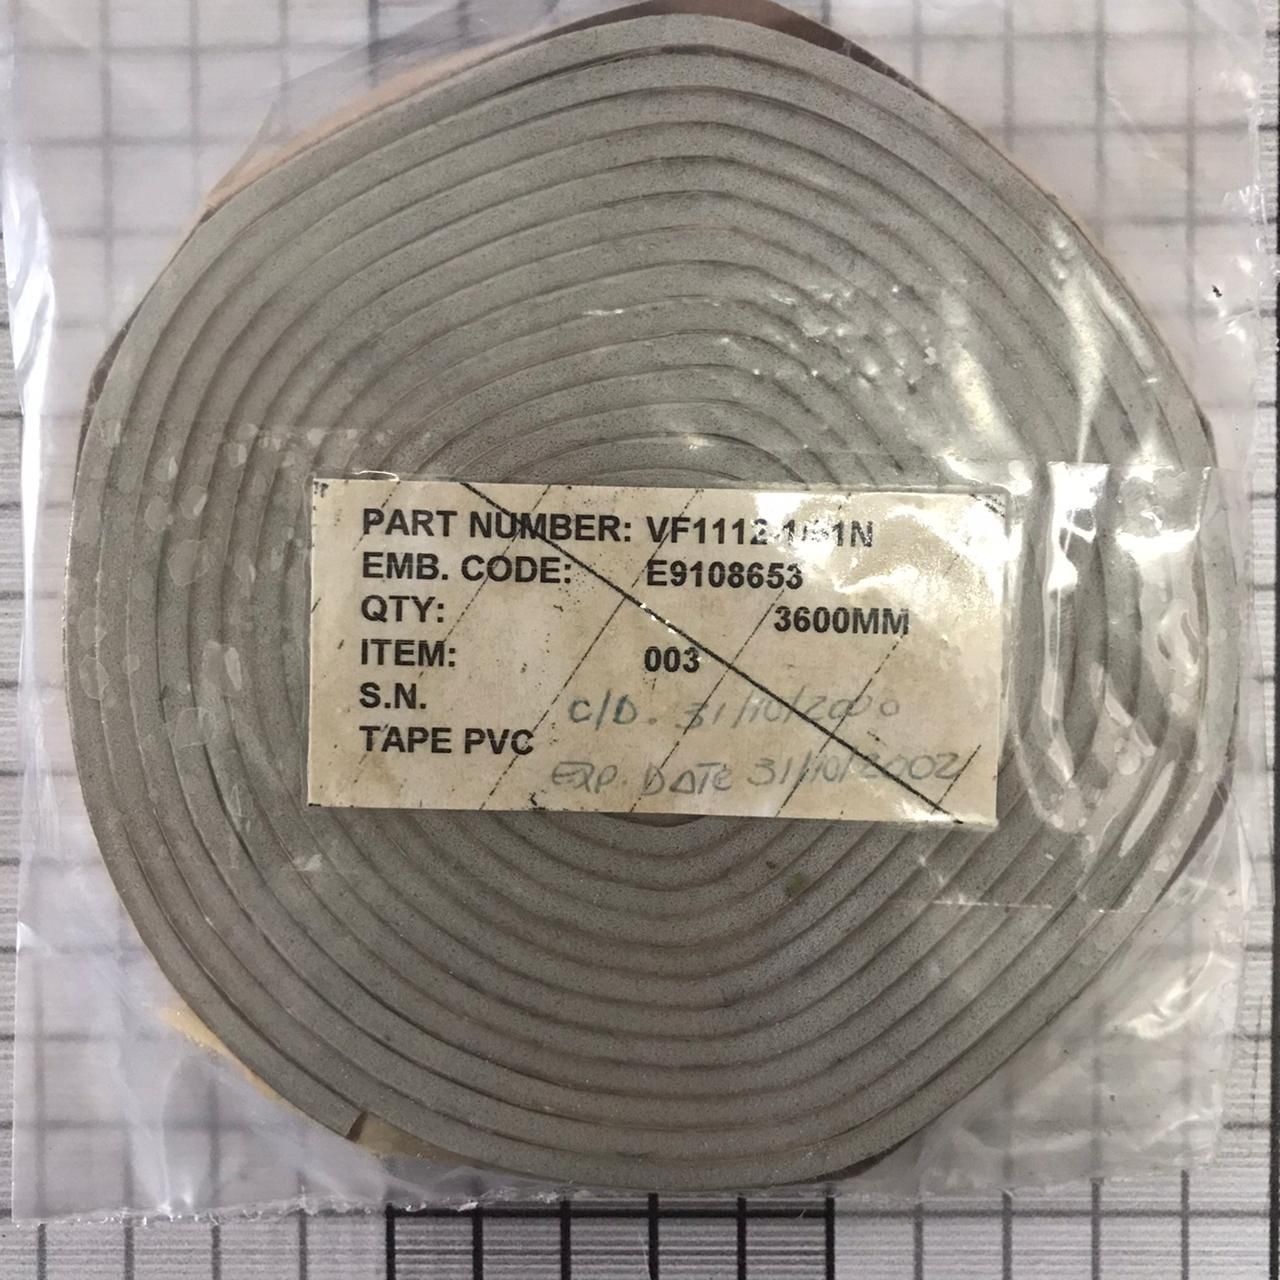 PART NUMBER: VF1112-1/61N
EMB. CODE: E9108653
QTY: 3600MM
ITEM: 003
S.N.
C/D. 31/10/2000
TAPE PVC
EXP. DATE 31/10/2002